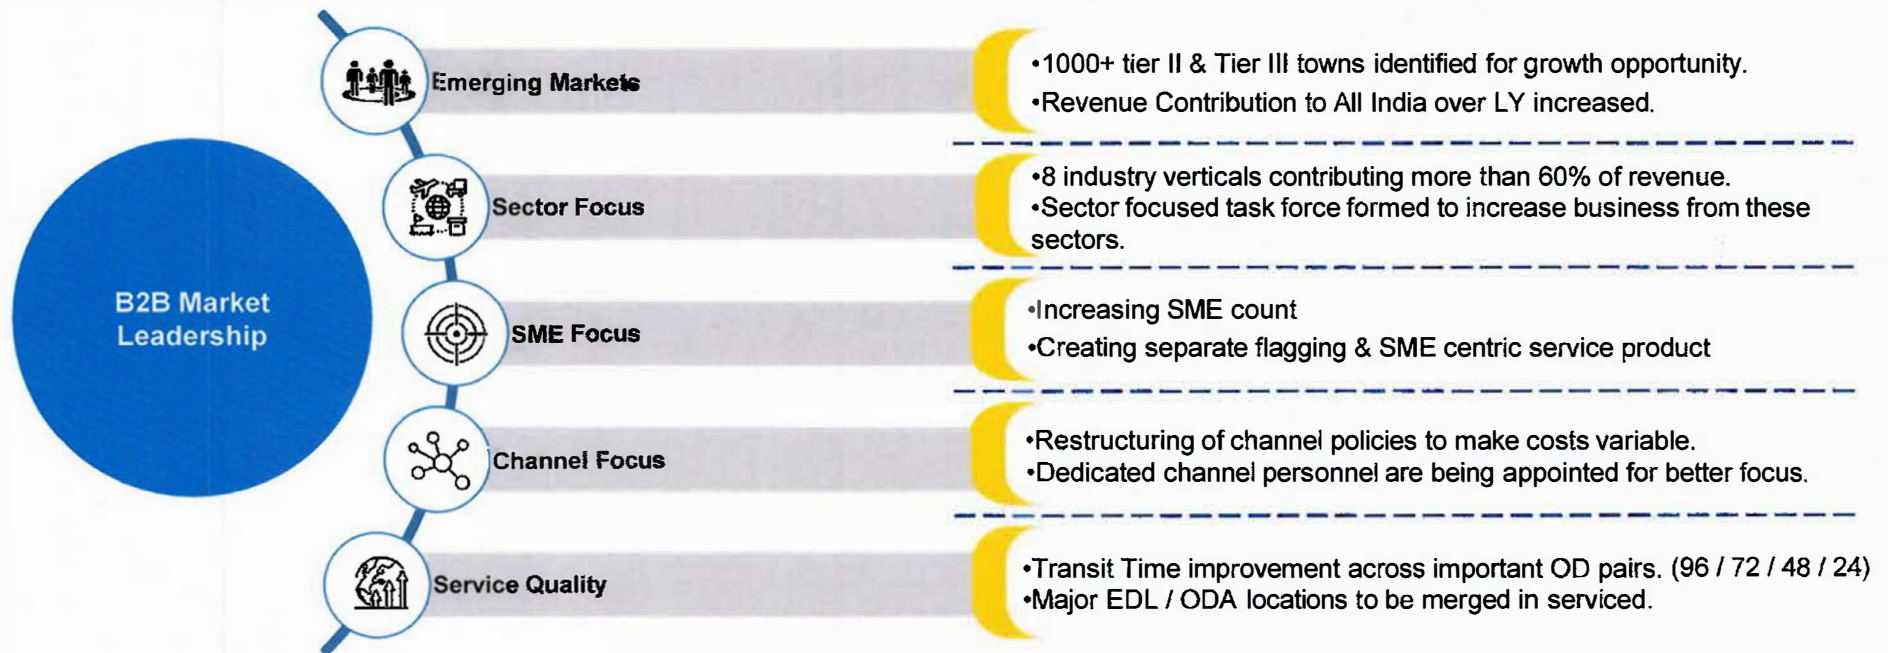 B2B Market
Leadership
Emerging Markets
•1000+ tier II & Tier III towns identified for growth opportunity.
•Revenue Contribution to All India over LY increased.
Sector Focus
•8 industry verticals contributing more than 60% of revenue.
•Sector focused task force formed to increase business from these
sectors.
SME Focus
•Increasing SME count
•Creating separate flagging & SME centric service product
Channel Focus
•Restructuring of channel policies to make costs variable.
•Dedicated channel personnel are being appointed for better focus.
Service Quality
•Transit Time improvement across important OD pairs. (96 / 72 / 48 / 24)
•Major EDL / ODA locations to be merged in serviced.